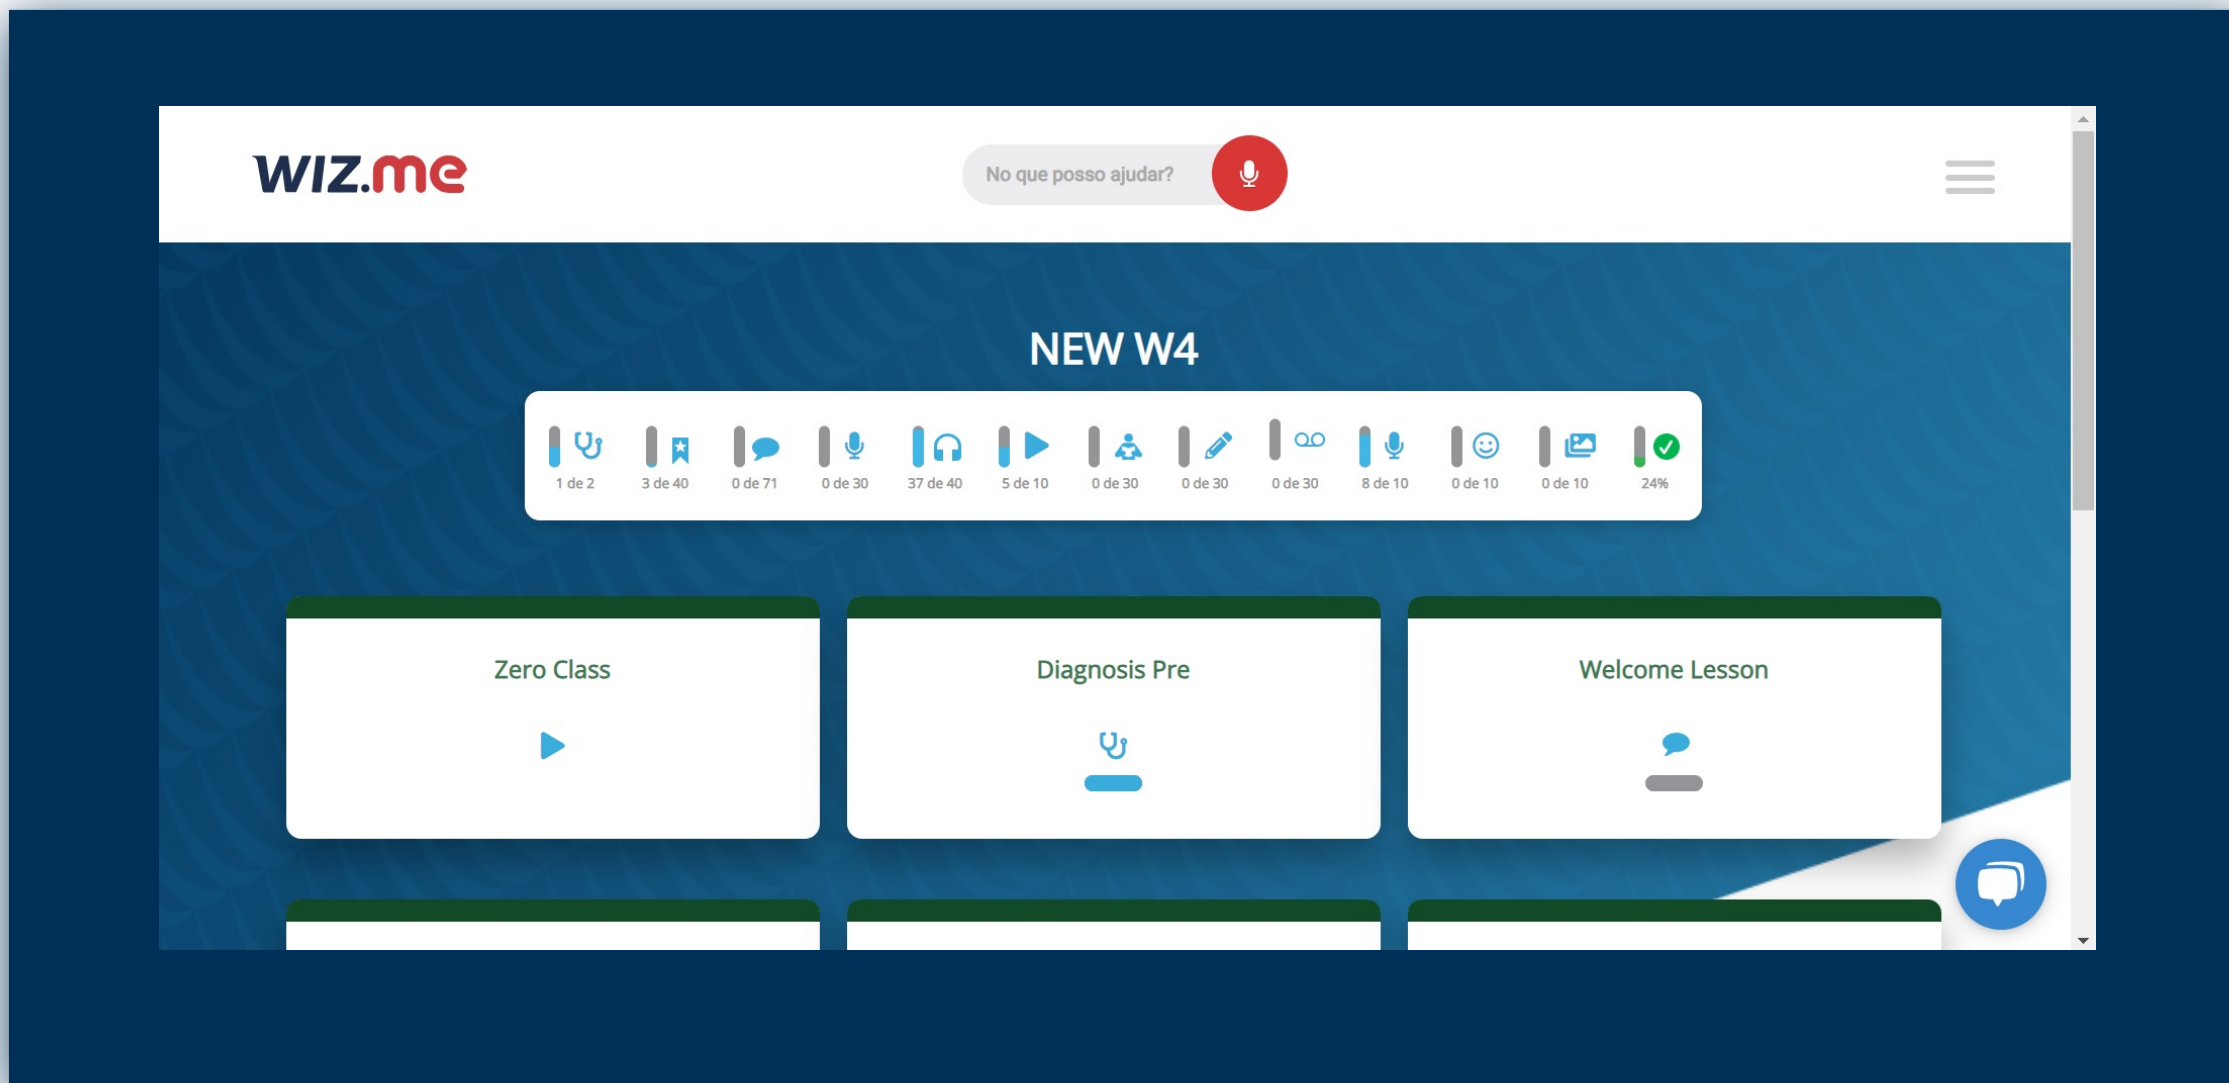 wiz.me
No que posso ajudar?
NEW W4
1 de 2 3 de 40 0 de 71 0 de 30 37 de 40 5 de 10 0 de 30 0 de 30 0 de 30 8 de 10 0 de 10 0 de 10 24%
Zero Class Diagnosis Pre Welcome Lesson